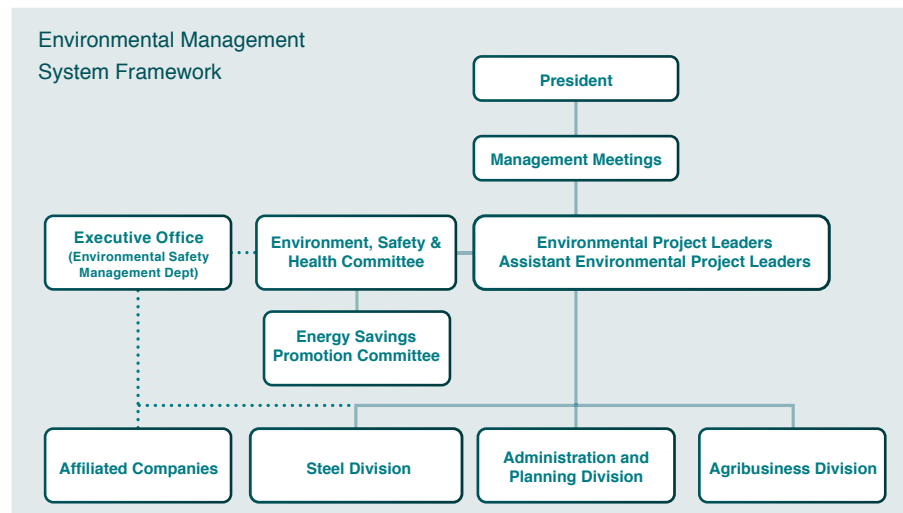 Environmental Management
System Framework
President
Management Meetings
Executive Office
(Environmental Safety
Management Dept)
Environment, Safety &
Health Committee
Environmental Project Leaders
Assistant Environmental Project Leaders
Energy Savings
Promotion Committee
Affiliated Companies
Steel Division
Administration and
Planning Division
Agribusiness Division